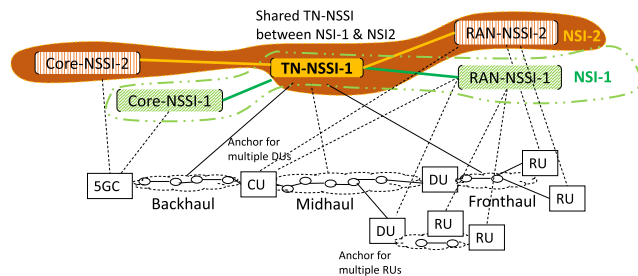 Shared TN-NSSI
between NSI-1 & NSI2
RAN-NSSI-2
NSI-2
Core-NSSI-2
TN-NSSI-1
RAN-NSSI-1
NSI-1
Core-NSSI-1
Anchor for
multiple DUs
5GC
CU
DU
RU
RU
Backhaul
Midhaul
Fronthaul
DU
RU
RU
Anchor for
multiple RUs